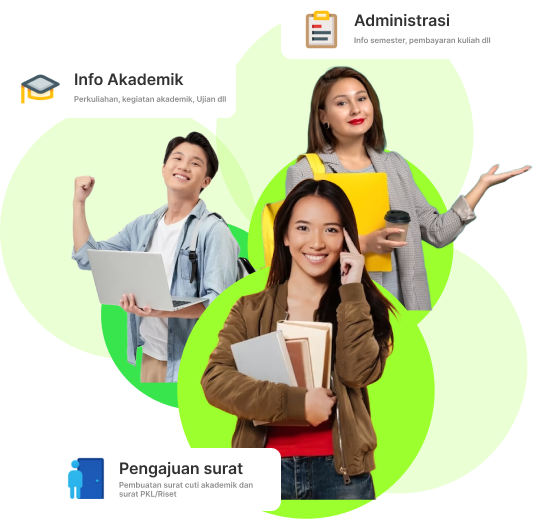 Administrasi
Info semester, pembayaran kuliah dll
Info Akademik
Perkuliahan, kegiatan akademik, Ujian dll
Pengajuan surat
Pembuatan surat cuti akademik dan
surat PKL/Riset